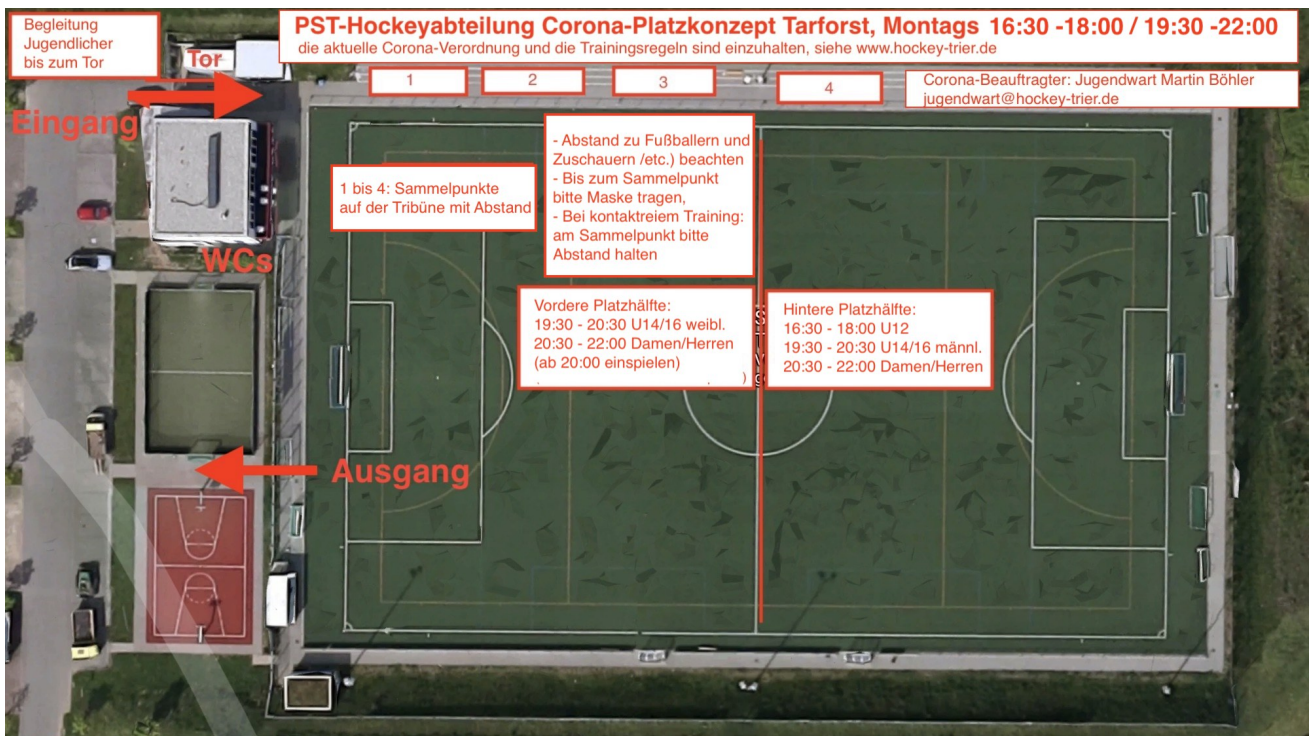 Begleitung
Jugendlicher
bis zum Tor
PST-Hockeyabteilung Corona-Platzkonzept Tarforst, Montags 16:30 -18:00 / 19:30 -22:00
die aktuelle Corona-Verordnung und die Trainingsregeln sind einzuhalten, siehe www.hockey-trier.de
Tor
1
2
3
4
Corona-Beauftragter: Jugendwart Martin Böhler
jugendwart@hockey-trier.de
Eingang
- Abstand zu Fußballern und
Zuschauern /etc.) beachten
- Bis zum Sammelpunkt
bitte Maske tragen,
- Bei kontaktreiem Training:
am Sammelpunkt bitte
Abstand halten
1 bis 4: Sammelpunkte
auf der Tribüne mit Abstand
WCs
Vordere Platzhälfte:
19:30 - 20:30 U14/16 weibl.
20:30 - 22:00 Damen/Herren
(ab 20:00 einspielen)
)
Hintere Platzhälfte:
16:30 - 18:00 U12
19:30 - 20:30 U14/16 männl.
20:30 - 22:00 Damen/Herren
Ausgang